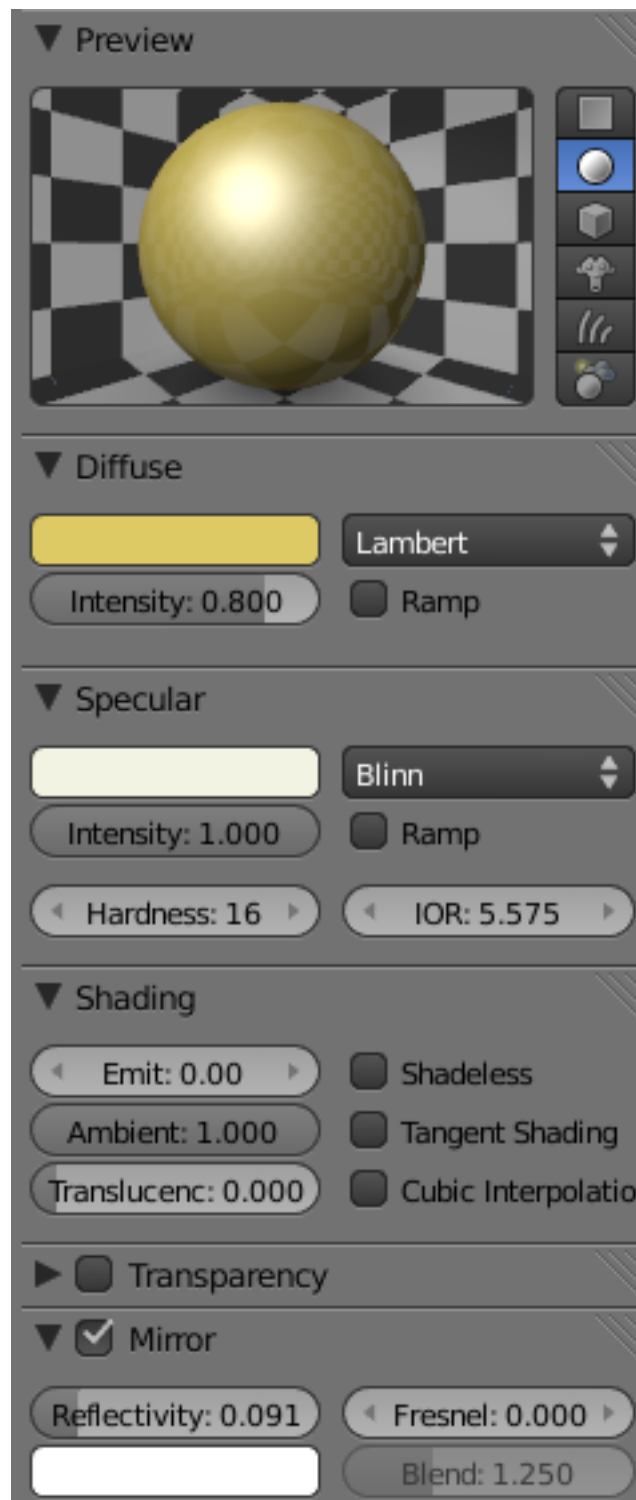 Preview
Diffuse
Lambert
Intensity: 0.800 Ramp
Specular
Blinn
Intensity: 1.000 Ramp
Hardness: 16 IOR: 5.575
Shading
Emit: 0.00 Shadeless
Ambient: 1.000 Tangent Shading
Translucenc: 0.000 Cubic Interpolatio
Transparency
Mirror
Reflectivity: 0.091 Fresnel: 0.000
Blend: 1.250